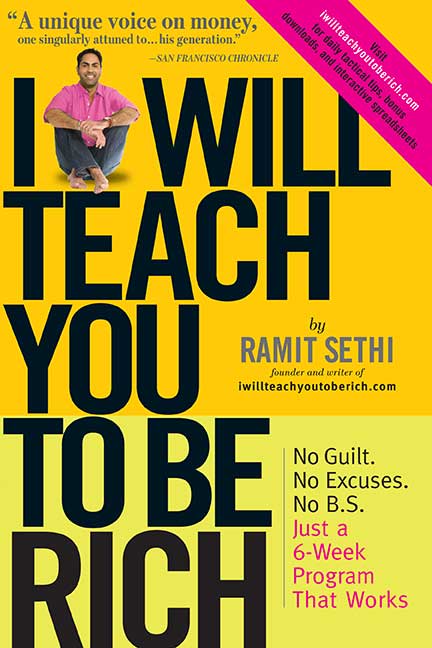 “A unique voice on money,
one singularly attuned to…his generation.”
—SAN FRANCISCO CHRONICLE
Visit
iwillteachyoutoberich.com
for daily tactical tips, bonus
downloads, and interactive spreadsheets
I WILL
TEACH
YOU
TO BE
RICH
by
RAMIT SETHI
founder and writer of
iwillteachyoutoberich.com
No Guilt.
No Excuses.
No B.S.
Just a
6-Week
Program
That Works